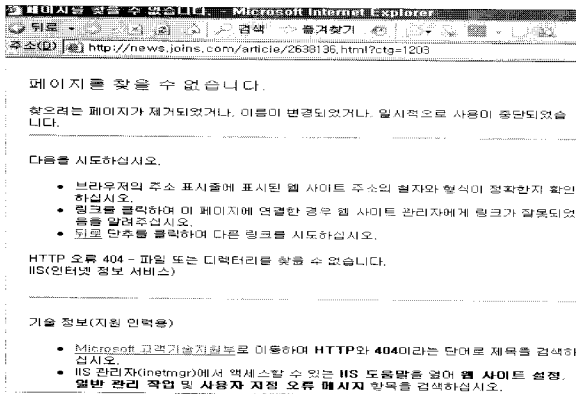 페이지를 찾을 수 없습니다. - Microsoft Internet Explorer
뒤로 검색 즐겨찾기
주소(D) http://news.joins.com/article/2638136.html?ctg=1203
페이지를 찾을 수 없습니다.
찾으려는 페이지가 제거되었거나, 이름이 변경되었거나, 일시적으로 사용이 중단되었습
니다.
다음을 시도하십시오.
• 브라우저의 주소 표시줄에 표시된 웹 사이트 주소의 철자와 형식이 정확한지 확인
하십시오.
• 링크를 클릭하여 이 페이지에 연결한 경우 웹 사이트 관리자에게 링크가 잘못되었
음을 알려주십시오.
• 뒤로 단추를 클릭하여 다른 링크를 시도하십시오.
HTTP 오류 404 - 파일 또는 디렉터리를 찾을 수 없습니다.
IIS(인터넷 정보 서비스)
기술 정보(지원 인력용)
• Microsoft 고객기술지원부로 이동하여 HTTP와 404이라는 단어로 제목을 검색하
십시오.
• IIS 관리자(inetmgr)에서 액세스할 수 있는 IIS 도움말을 열어 웹 사이트 설정,
일반 관리 작업 및 사용자 지정 오류 메시지 항목을 검색하십시오.